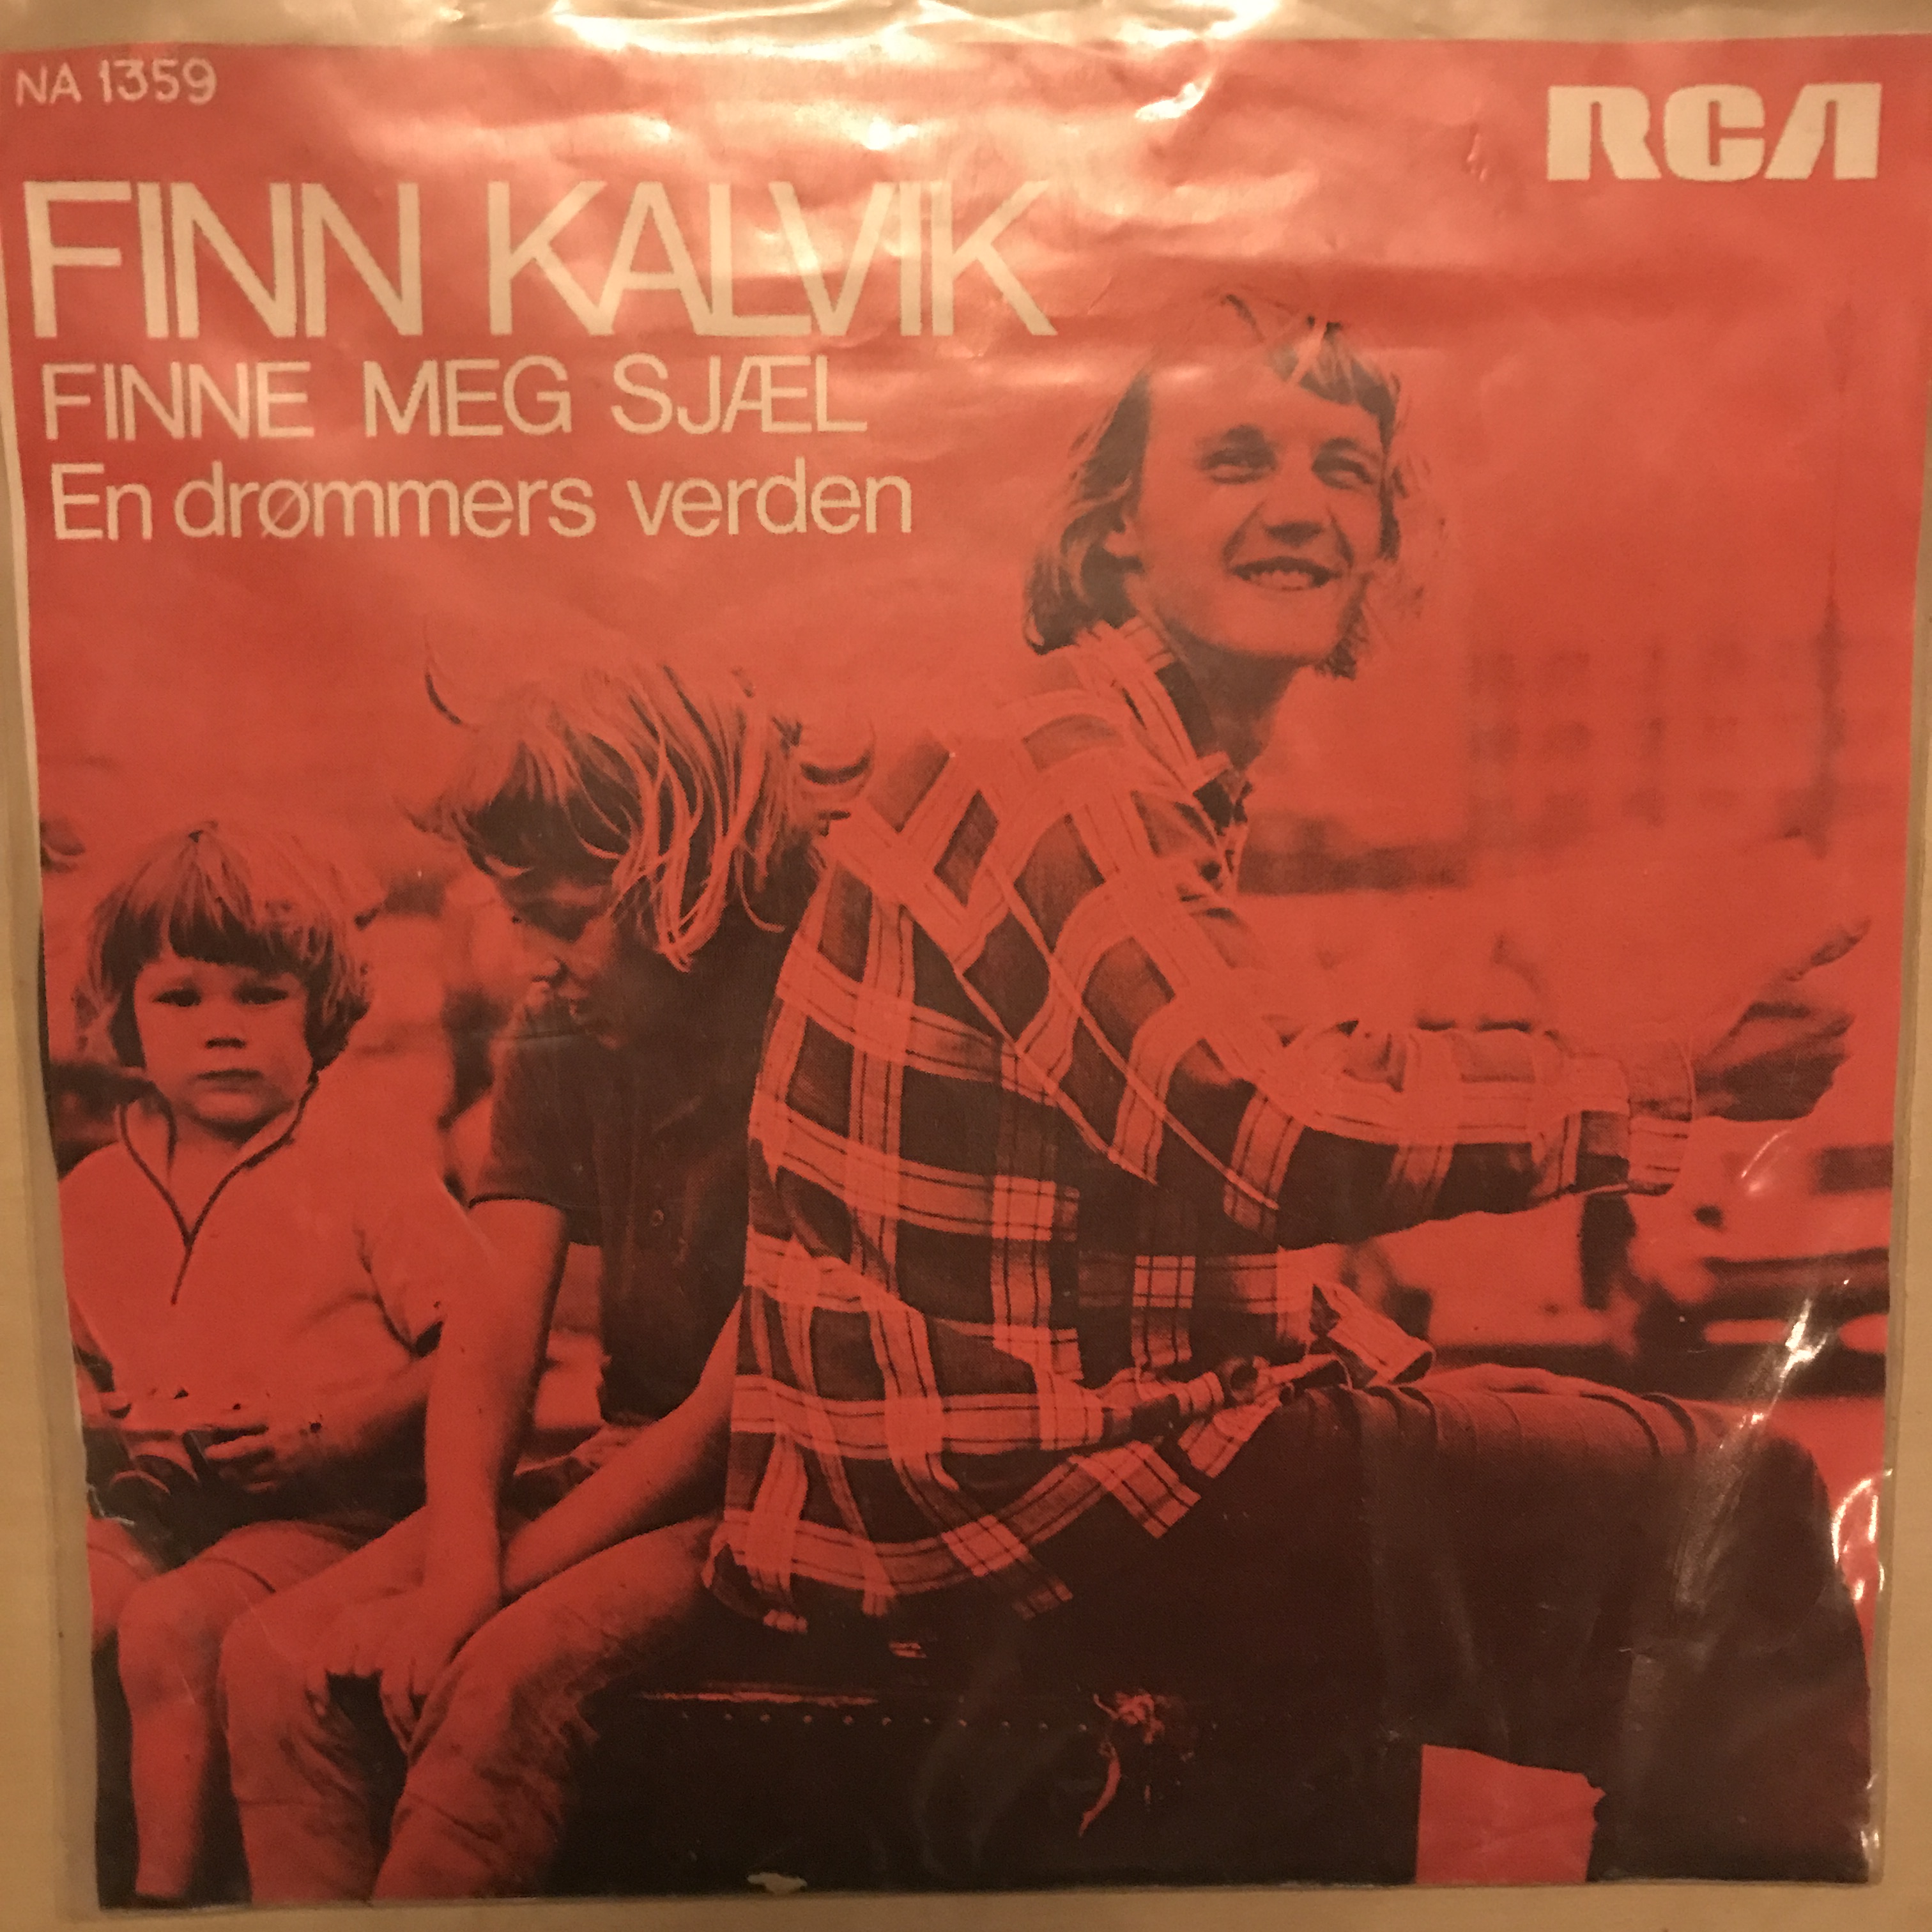 NA 1359
RCA
FINN KALVIK
FINNE MEG SJÆL
En drømmers verden